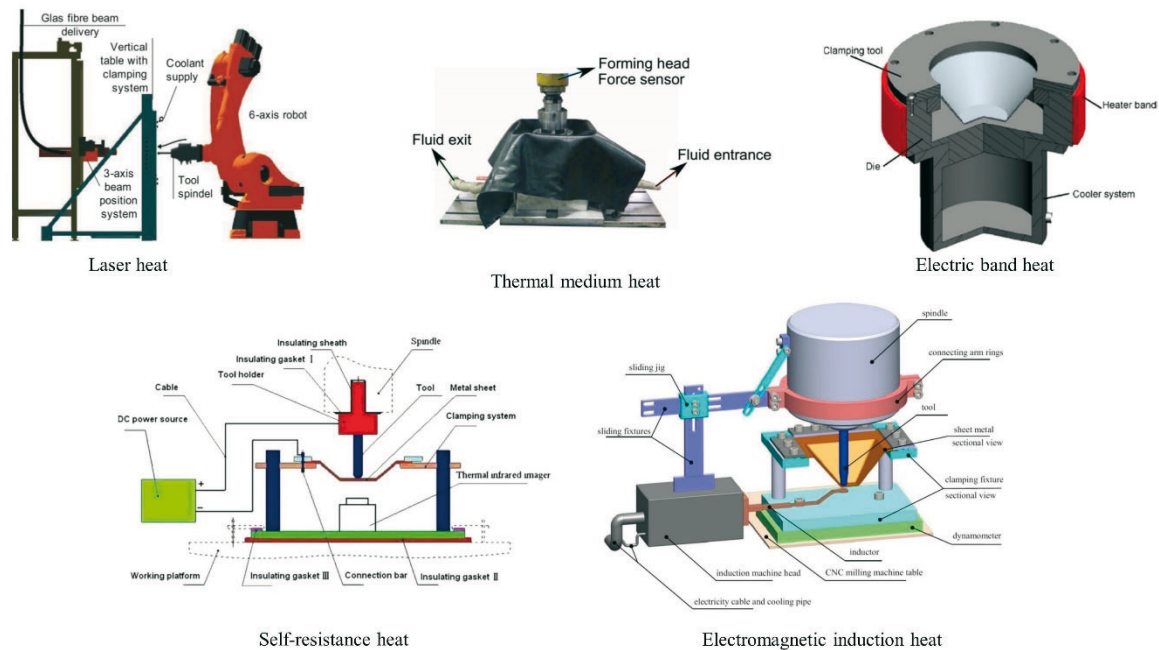 Glas fibre beam
delivery
Vertical
table with
clamping
system
Coolant
supply
6-axis robot
3-axis
beam
position
system
Tool
spindel
Laser heat
Forming head
Force sensor
Fluid exit
Fluid entrance
Thermal medium heat
Clamping tool
Heater band
Die
Cooler system
Electric band heat
Insulating sheath
Insulating gasket I
Tool holder
Spindle
Cable
Tool
Metal sheet
DC power source
Clamping system
Thermal infrared imager
+
−
Working platform
Insulating gasket III
Connection bar
Insulating gasket II
Self-resistance heat
spindle
connecting arm rings
sliding jig
tool
sliding fixtures
sheet metal
sectional view
clamping fixture
sectional view
dynamometer
inductor
induction machine head
CNC milling machine table
electricity cable and cooling pipe
Electromagnetic induction heat